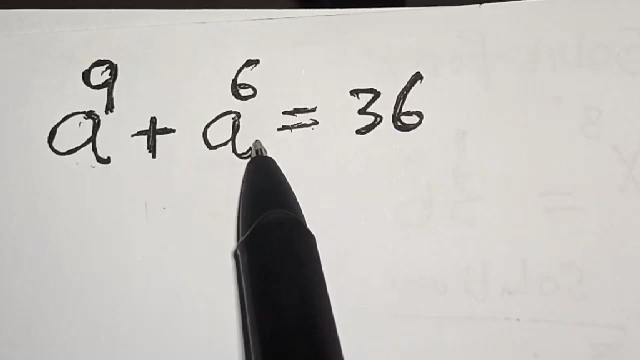 a⁹ + a⁶ = 36